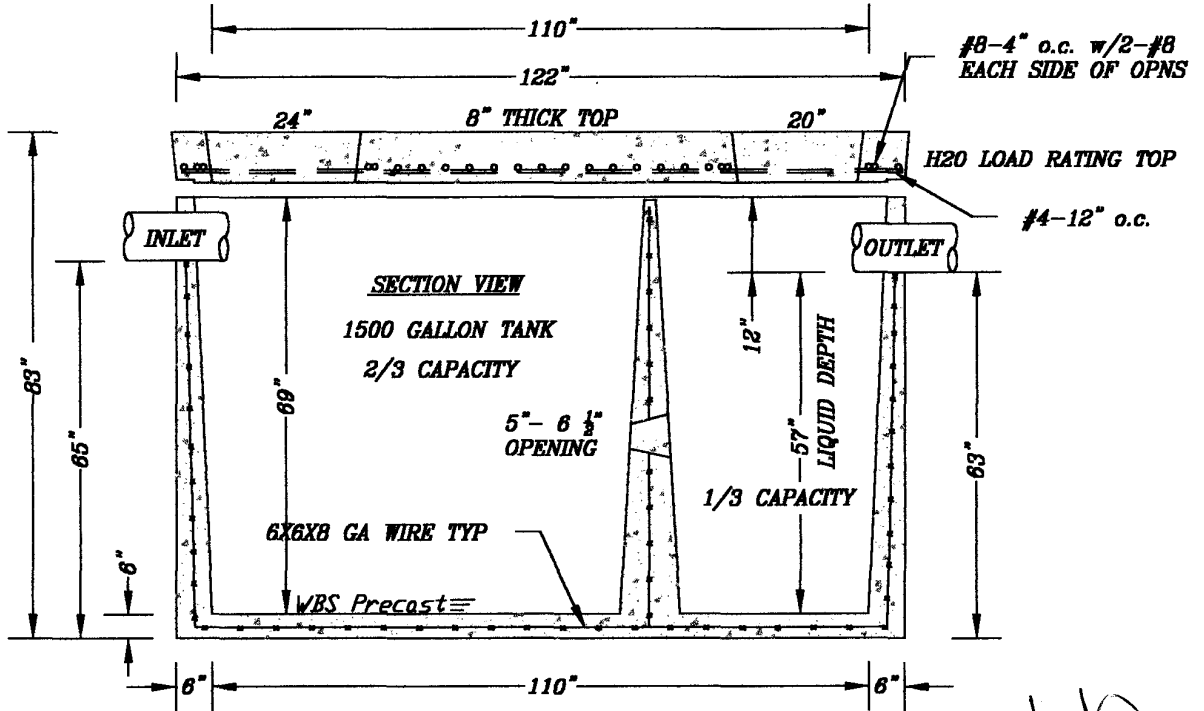 110"
#8-4" o.c. w/2-#8
EACH SIDE OF OPNS
122"
24"
8" THICK TOP
20"
H20 LOAD RATING TOP
#4-12" o.c.
INLET
OUTLET
SECTION VIEW
1500 GALLON TANK
2/3 CAPACITY
83"
65"
69"
12"
57"
LIQUID DEPTH
63"
5"- 6 1/2"
OPENING
1/3 CAPACITY
6X6X8 GA WIRE TYP
6"
WBS Precast
6"
110"
6"